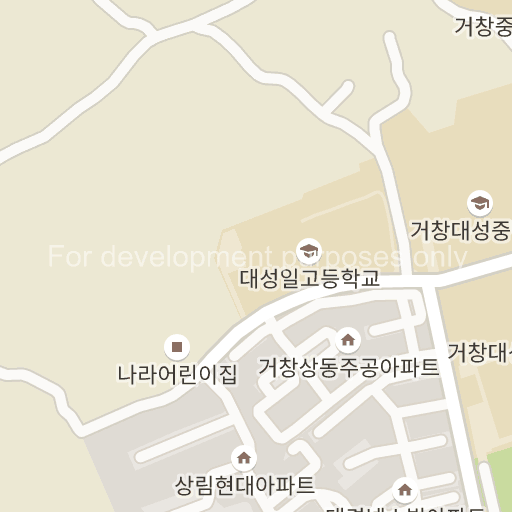 거창중
거창대성중
For development purposes only
대성일고등학교
거창대성
거창상동주공아파트
나라어린이집
상림현대아파트